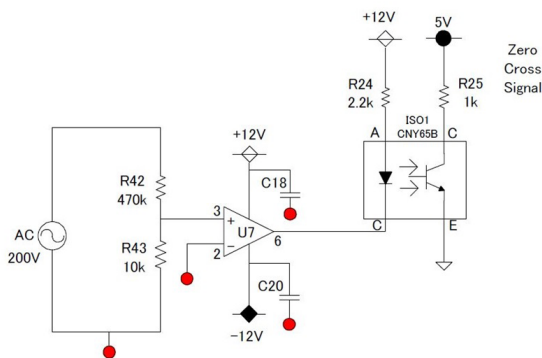 +12V
5V
Zero
Cross
Signal
R24
2.2k
R25
1k
ISO1
CNY65B
A
C
C
E
+12V
C18
R42
470k
3
+
U7
6
−
2
AC
200V
R43
10k
C20
−12V